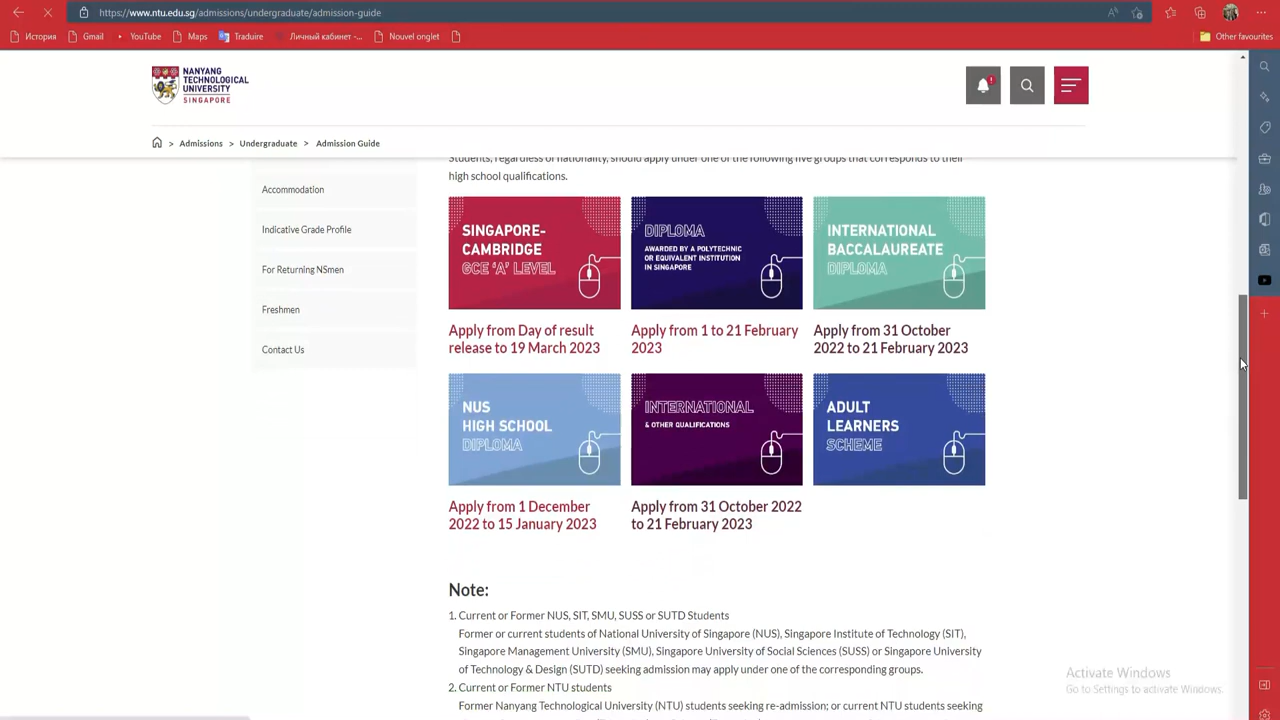 https://www.ntu.edu.sg/admissions/undergraduate/admission-guide
История Gmail YouTube Maps Traduire Личный кабинет -... Nouvel onglet Other favourites
NANYANG
TECHNOLOGICAL
UNIVERSITY
SINGAPORE
> Admissions > Undergraduate > Admission Guide
Students, regardless of nationality, should apply under one of the following five groups that corresponds to their
high school qualifications.
Accommodation
Indicative Grade Profile
For Returning NSmen
Freshmen
Contact Us
SINGAPORE-
CAMBRIDGE
GCE 'A' LEVEL
DIPLOMA
AWARDED BY A POLYTECHNIC
OR EQUIVALENT INSTITUTION
IN SINGAPORE
INTERNATIONAL
BACCALAUREATE
DIPLOMA
Apply from Day of result
release to 19 March 2023
Apply from 1 to 21 February
2023
Apply from 31 October
2022 to 21 February 2023
NUS
HIGH SCHOOL
DIPLOMA
INTERNATIONAL
& OTHER QUALIFICATIONS
ADULT
LEARNERS
SCHEME
Apply from 1 December
2022 to 15 January 2023
Apply from 31 October 2022
to 21 February 2023
Note:
1. Current or Former NUS, SIT, SMU, SUSS or SUTD Students
Former or current students of National University of Singapore (NUS), Singapore Institute of Technology (SIT),
Singapore Management University (SMU), Singapore University of Social Sciences (SUSS) or Singapore University
of Technology & Design (SUTD) seeking admission may apply under one of the corresponding groups.
2. Current or Former NTU students
Former Nanyang Technological University (NTU) students seeking re-admission; or current NTU students seeking
Activate Windows
Go to Settings to activate Windows.